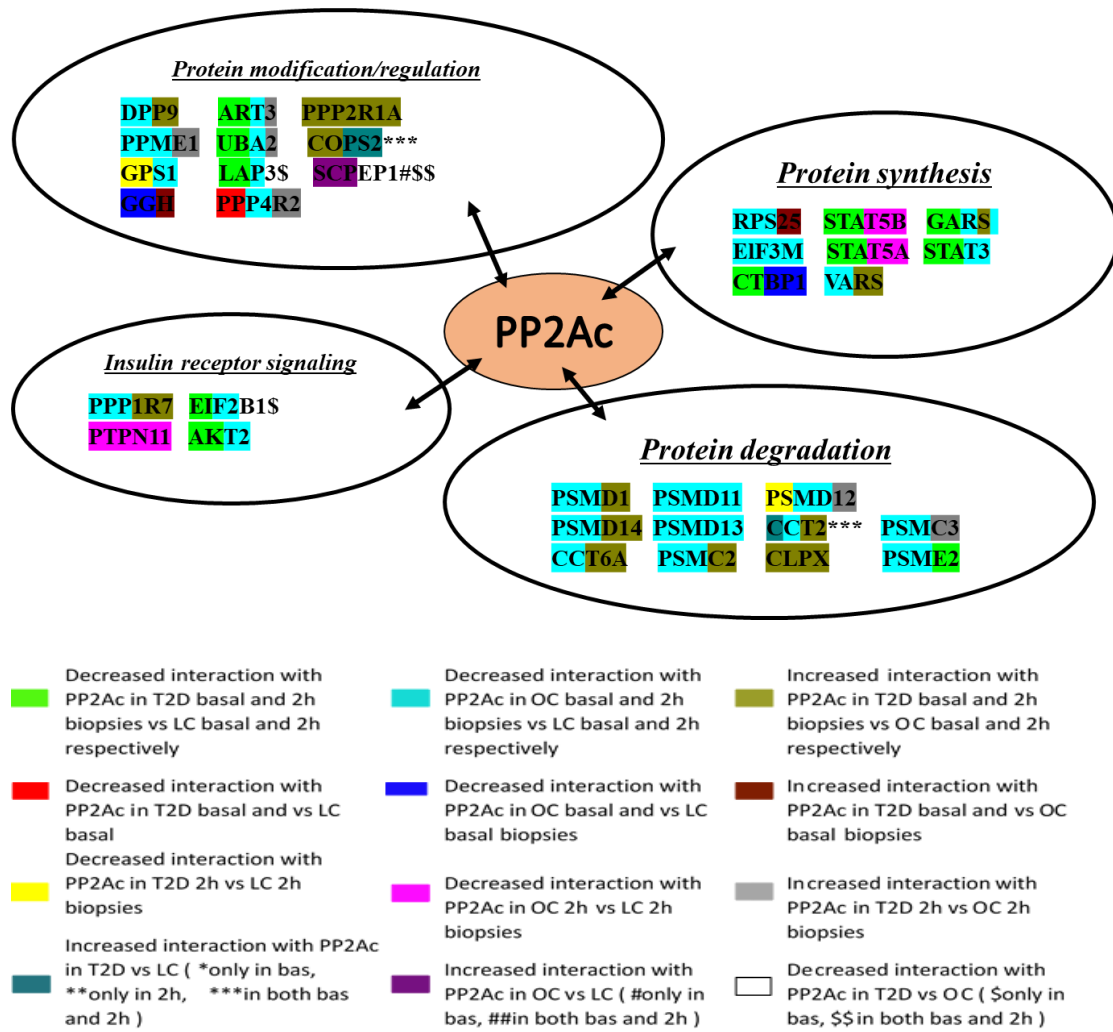 Protein modification/regulation
DPP9 ART3 PPP2R1A
PPME1 UBA2 COPS2***
GPS1 LAP3$ SCPEP1#$$
GGH PPP4R2
Protein synthesis
RPS25 STAT5B GARS
EIF3M STAT5A STAT3
CTBP1 VARS
PP2Ac
Insulin receptor signaling
PPP1R7 EIF2B1$
PTPN11 AKT2
Protein degradation
PSMD1 PSMD11 PSMD12
PSMD14 PSMD13 CCT2*** PSMC3
CCT6A PSMC2 CLPX PSME2
Decreased interaction with
PP2Ac in T2D basal and 2h
biopsies vs LC basal and 2h
respectively
Decreased interaction with
PP2Ac in OC basal and 2h
biopsies vs LC basal and 2h
respectively
Increased interaction with
PP2Ac in T2D basal and 2h
biopsies vs OC basal and 2h
respectively
Decreased interaction with
PP2Ac in T2D basal and vs LC
basal
Decreased interaction with
PP2Ac in OC basal and vs LC
basal biopsies
Increased interaction with
PP2Ac in T2D basal and vs OC
basal biopsies
Decreased interaction with
PP2Ac in T2D 2h vs LC 2h
biopsies
Decreased interaction with
PP2Ac in OC 2h vs LC 2h
biopsies
Increased interaction with
PP2Ac in T2D 2h vs OC 2h
biopsies
Increased interaction with PP2Ac
in T2D vs LC ( *only in bas,
**only in 2h, ***in both bas
and 2h )
Increased interaction with
PP2Ac in OC vs LC ( #only in
bas, ##in both bas and 2h )
Decreased interaction with
PP2Ac in T2D vs OC ( $only in
bas, $$ in both bas and 2h )